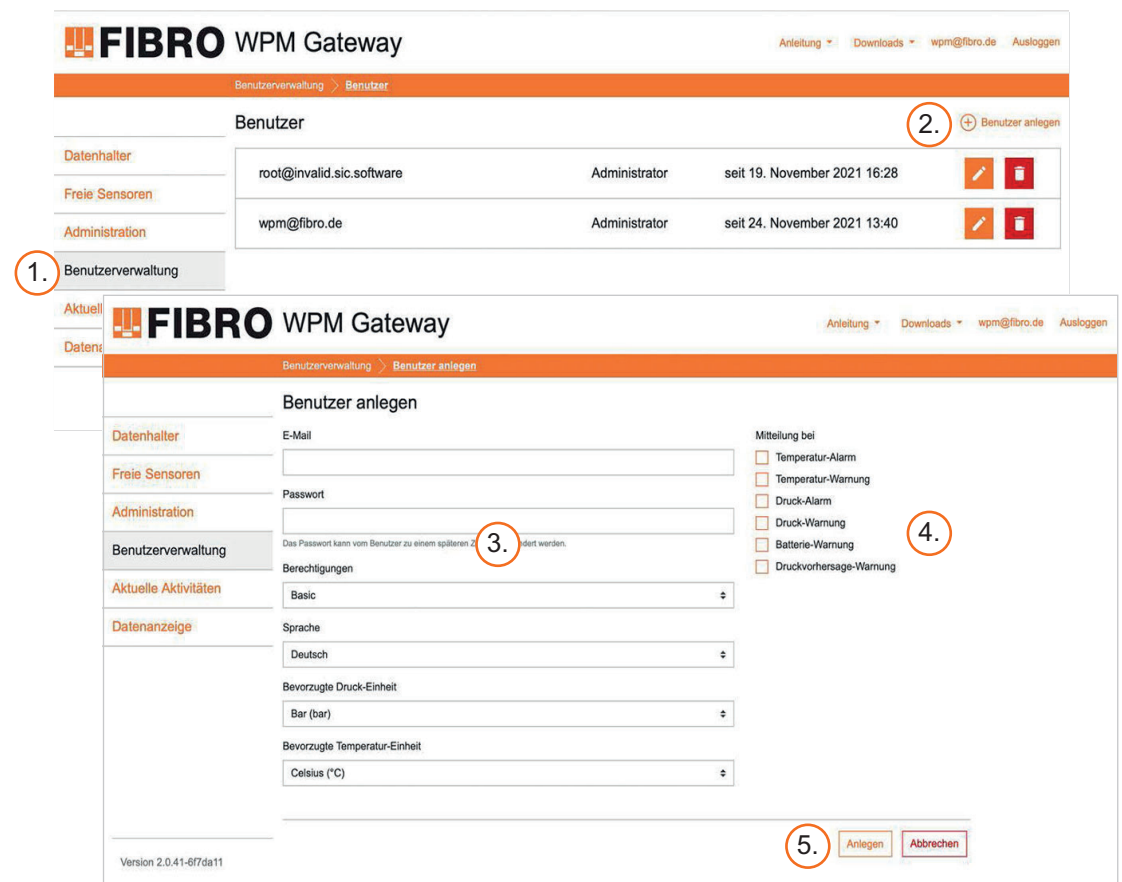 FIBRO WPM Gateway
Anleitung Downloads wpm@fibro.de Ausloggen
Benutzerverwaltung Benutzer
Benutzer
2. Benutzer anlegen
Datenhalter
Freie Sensoren
Administration
1. Benutzerverwaltung
Aktuell
Datena
root@invalid.sic.software Administrator seit 19. November 2021 16:28
wpm@fibro.de Administrator seit 24. November 2021 13:40
FIBRO WPM Gateway
Anleitung Downloads wpm@fibro.de Ausloggen
Benutzerverwaltung Benutzer anlegen
Datenhalter
Freie Sensoren
Administration
Benutzerverwaltung
Aktuelle Aktivitäten
Datenanzeige
Version 2.0.41-6f7da11
Benutzer anlegen
E-Mail
Passwort
Das Passwort kann vom Benutzer zu einem späteren Z ndert werden.
3.
Berechtigungen
Basic
Sprache
Deutsch
Bevorzugte Druck-Einheit
Bar (bar)
Bevorzugte Temperatur-Einheit
Celsius (°C)
Mitteilung bei
Temperatur-Alarm
Temperatur-Warnung
Druck-Alarm
Druck-Warnung
4.
Batterie-Warnung
Druckvorhersage-Warnung
5. Anlegen Abbrechen